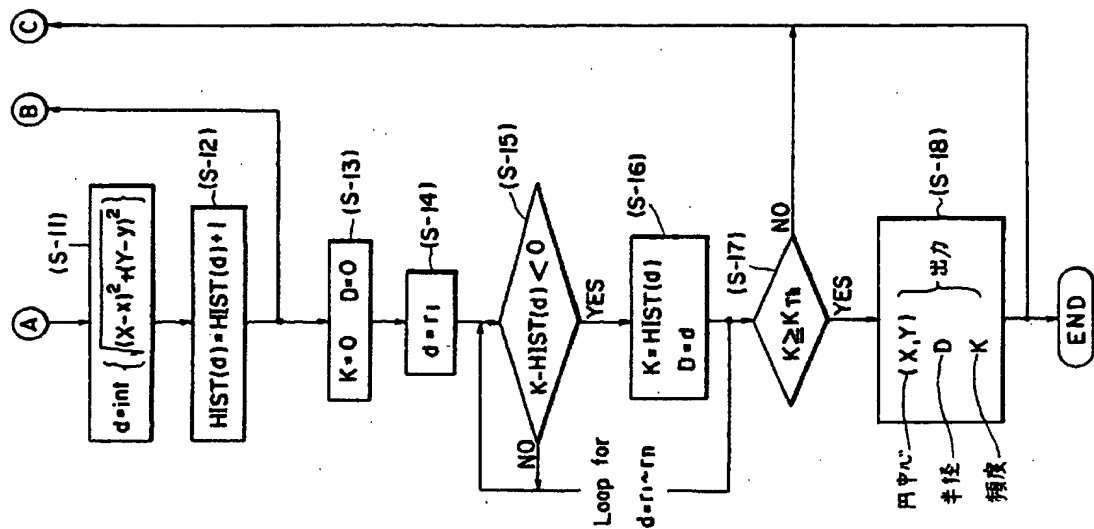 A
B
C
(S-11)
d=int{√(X-x)²+(Y-y)²}
(S-12)
HIST(d)=HIST(d)+1
(S-13)
K=0 D=0
(S-14)
d=r₁
(S-15)
K-HIST(d)<0
NO
YES
(S-16)
K=HIST(d)
D=d
Loop for
d=r₁~rn
(S-17)
K≧KTh
NO
YES
(S-18)
円中心 (X,Y)
半径 D
頻度 K
出力
END